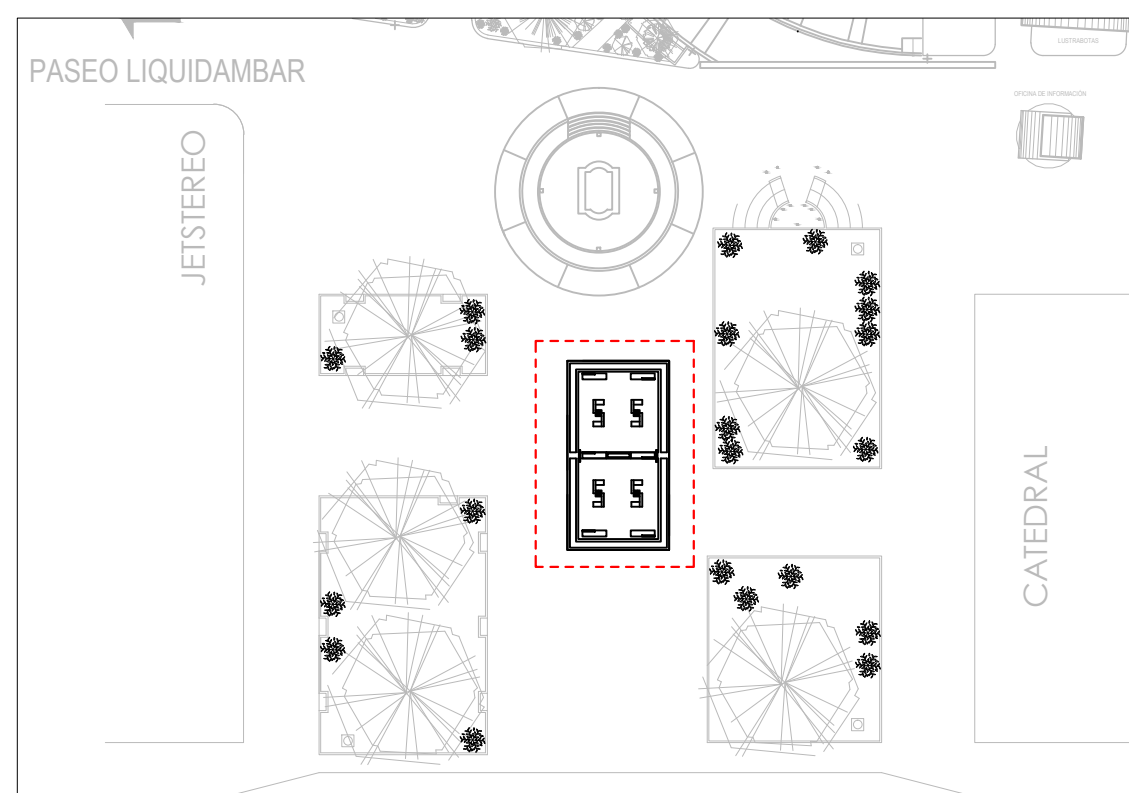 LUSTRABOTAS
PASEO LIQUIDAMBAR
OFICINA DE INFORMACIÓN
JETSTEREO
CATEDRAL